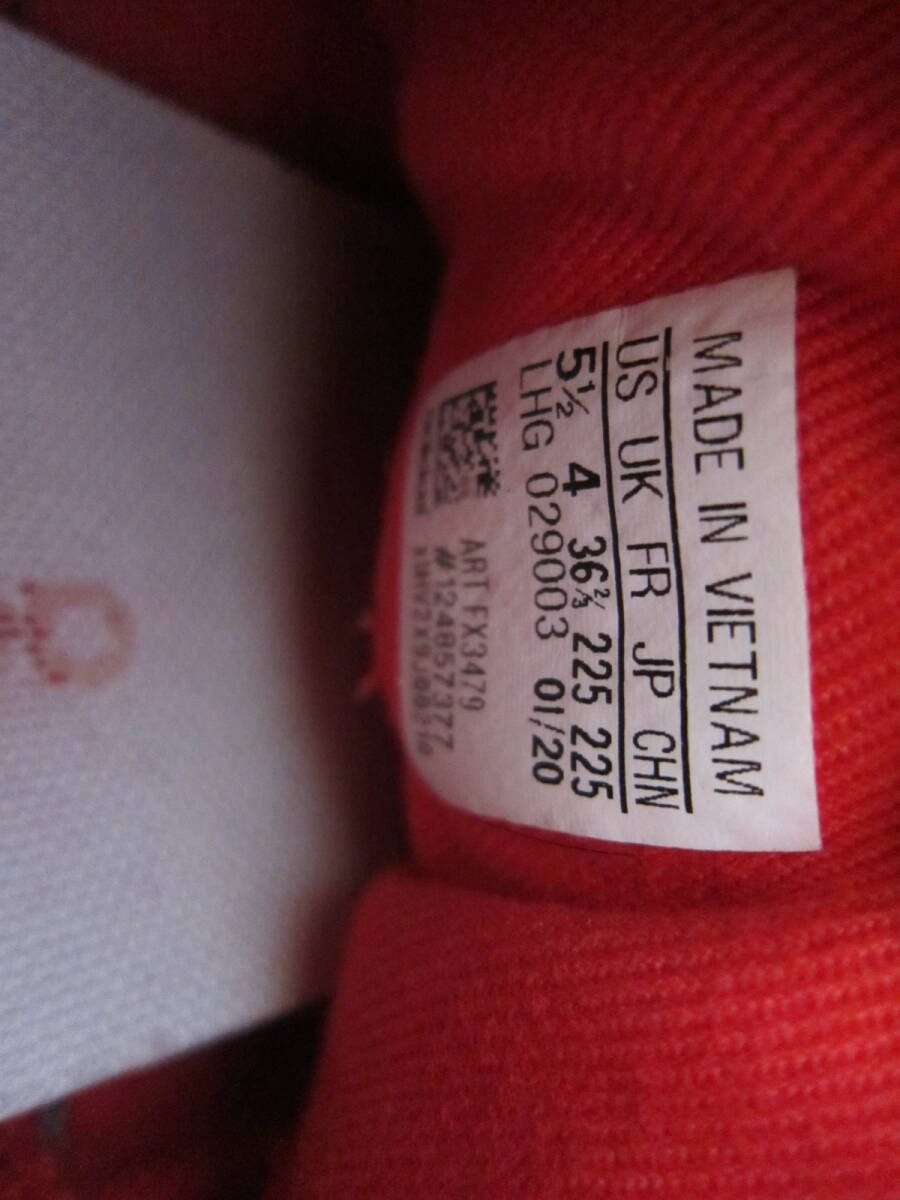 MADE IN VIETNAM
US UK FR JP CHN
5½ 4 36⅔ 225 225
LHG 029003 01/20
ART FX3479
#124857377